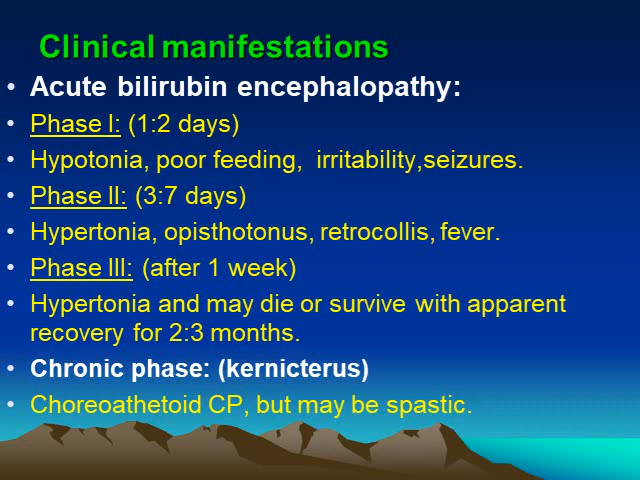 Clinical manifestations
• Acute bilirubin encephalopathy:
• Phase I: (1:2 days)
• Hypotonia, poor feeding,  irritability,seizures.
• Phase II: (3:7 days)
• Hypertonia, opisthotonus, retrocollis, fever.
• Phase III: (after 1 week)
• Hypertonia and may die or survive with apparent
recovery for 2:3 months.
• Chronic phase: (kernicterus)
• Choreoathetoid CP, but may be spastic.